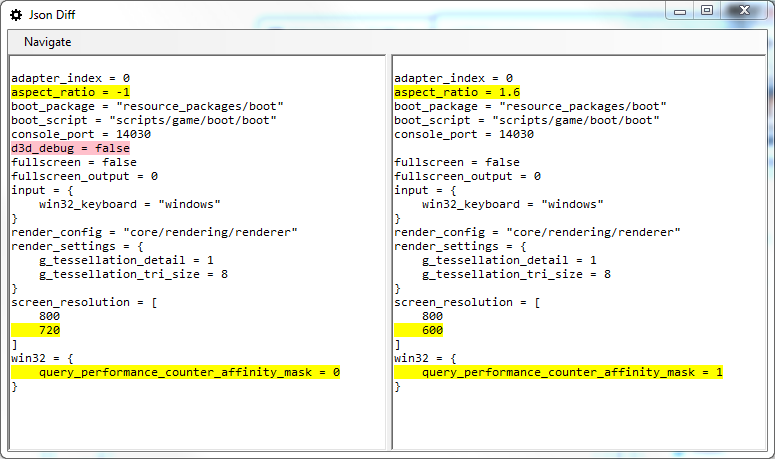 Json Diff
Navigate
adapter_index = 0
aspect_ratio = -1
boot_package = "resource_packages/boot"
boot_script = "scripts/game/boot/boot"
console_port = 14030
d3d_debug = false
fullscreen = false
fullscreen_output = 0
input = {
    win32_keyboard = "windows"
}
render_config = "core/rendering/renderer"
render_settings = {
    g_tessellation_detail = 1
    g_tessellation_tri_size = 8
}
screen_resolution = [
    800
    720
]
win32 = {
    query_performance_counter_affinity_mask = 0
}
adapter_index = 0
aspect_ratio = 1.6
boot_package = "resource_packages/boot"
boot_script = "scripts/game/boot/boot"
console_port = 14030
fullscreen = false
fullscreen_output = 0
input = {
    win32_keyboard = "windows"
}
render_config = "core/rendering/renderer"
render_settings = {
    g_tessellation_detail = 1
    g_tessellation_tri_size = 8
}
screen_resolution = [
    800
    600
]
win32 = {
    query_performance_counter_affinity_mask = 1
}